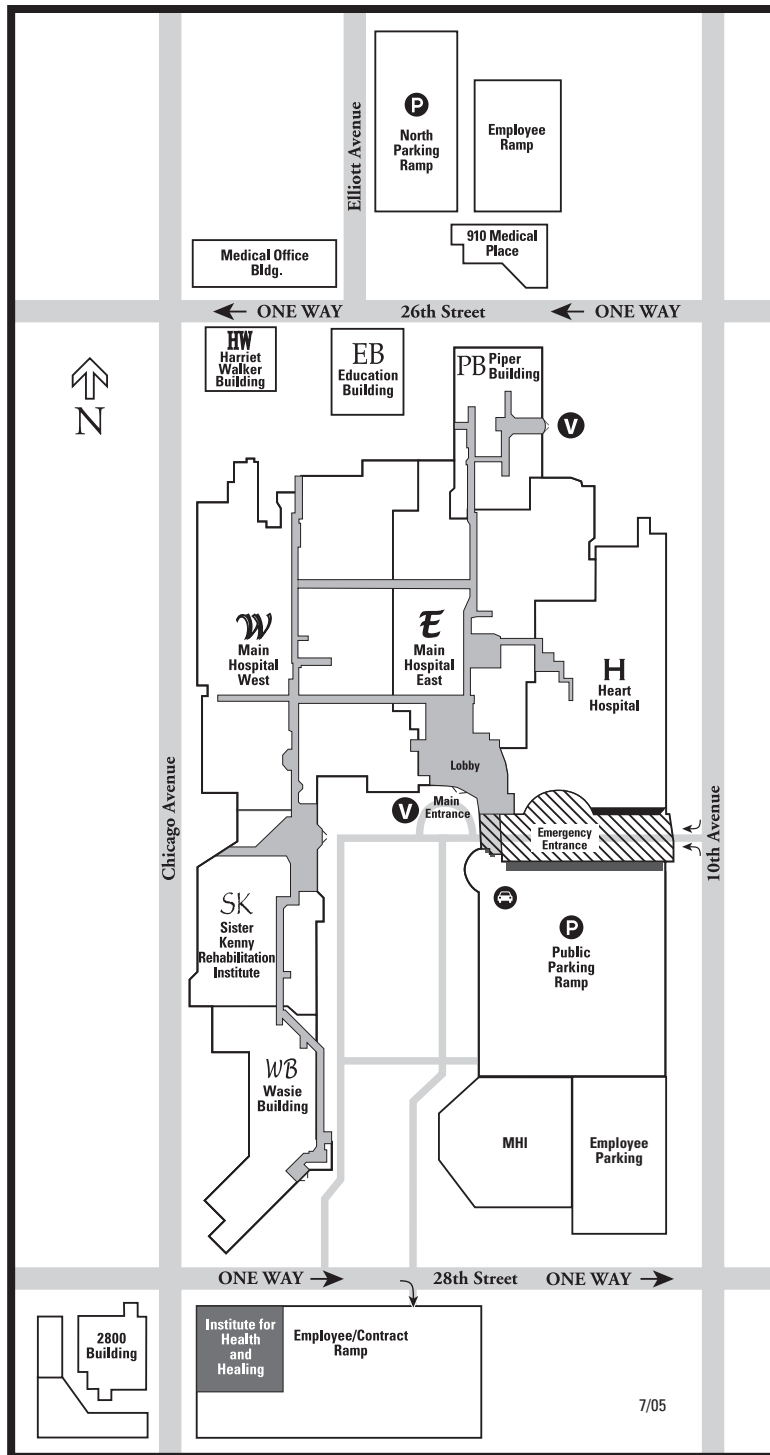 Elliott Avenue
P
North
Parking
Ramp
Employee
Ramp
910 Medical
Place
Medical Office
Bldg.
ONE WAY
26th Street
ONE WAY
HW
Harriet
Walker
Building
EB
Education
Building
PB Piper
Building
V
N
W
Main
Hospital
West
E
Main
Hospital
East
H
Heart
Hospital
Lobby
Main
Entrance
V
Emergency
Entrance
Chicago Avenue
10th Avenue
SK
Sister
Kenny
Rehabilitation
Institute
P
Public
Parking
Ramp
WB
Wasie
Building
MHI
Employee
Parking
ONE WAY
28th Street
ONE WAY
2800
Building
Institute for
Health
and
Healing
Employee/Contract
Ramp
7/05